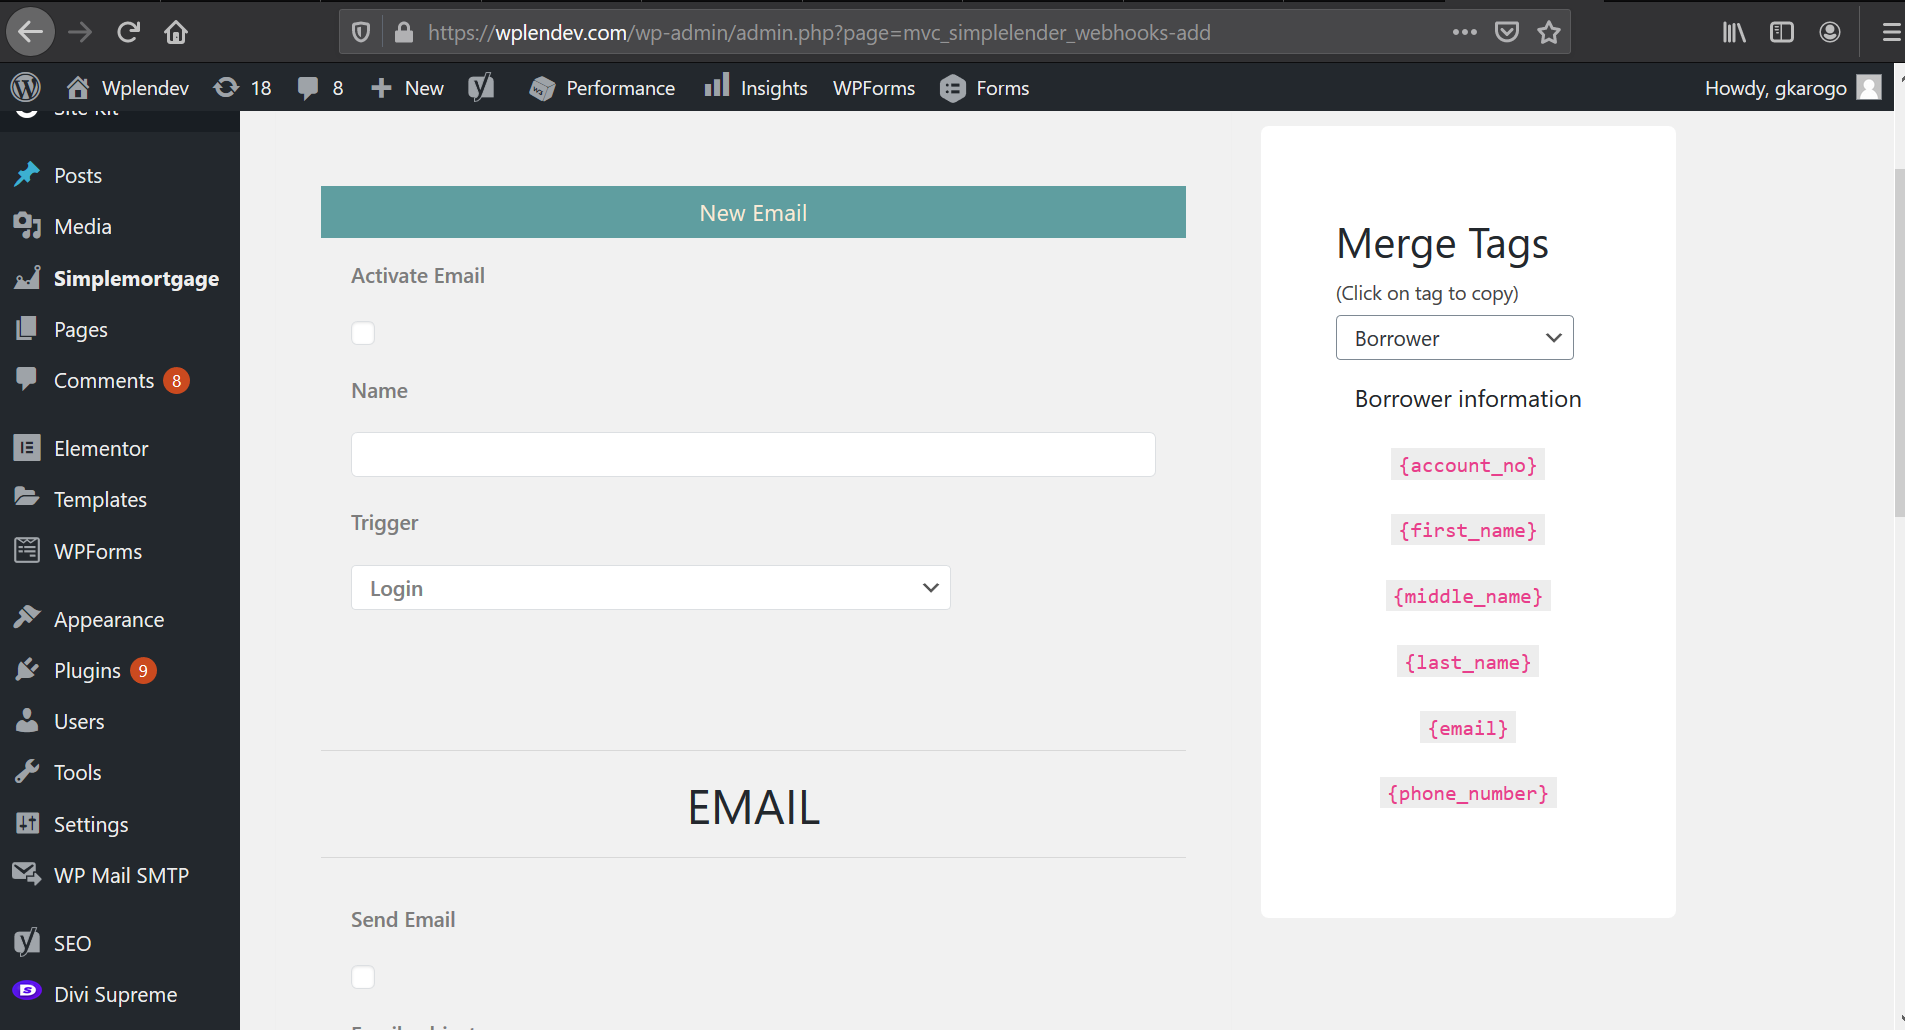 https://wplendev.com/wp-admin/admin.php?page=mvc_simplelender_webhooks-add
Wplendev 18 8 New Performance Insights WPForms Forms Howdy, gkarogo
Site Kit
Posts
Media
Simplemortgage
Pages
Comments 8
Elementor
Templates
WPForms
Appearance
Plugins 9
Users
Tools
Settings
WP Mail SMTP
SEO
Divi Supreme
New Email
Activate Email
Name
Trigger
Login
EMAIL
Send Email
Merge Tags
(Click on tag to copy)
Borrower
Borrower information
{account_no}
{first_name}
{middle_name}
{last_name}
{email}
{phone_number}